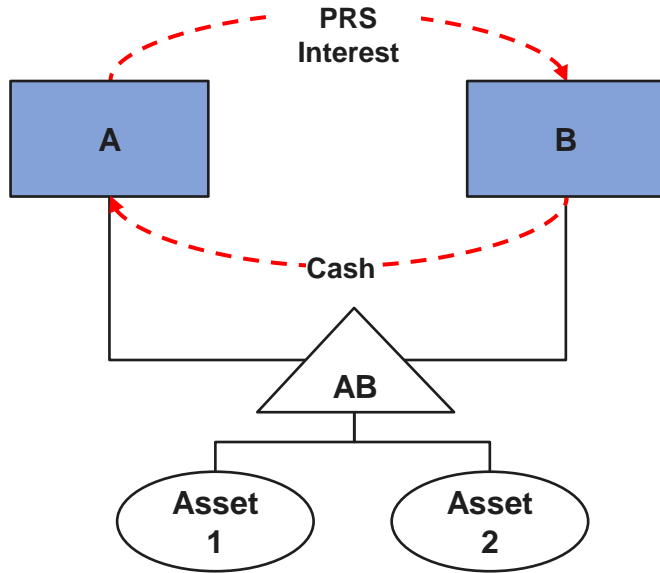 PRS
Interest
A
B
Cash
AB
Asset
1
Asset
2